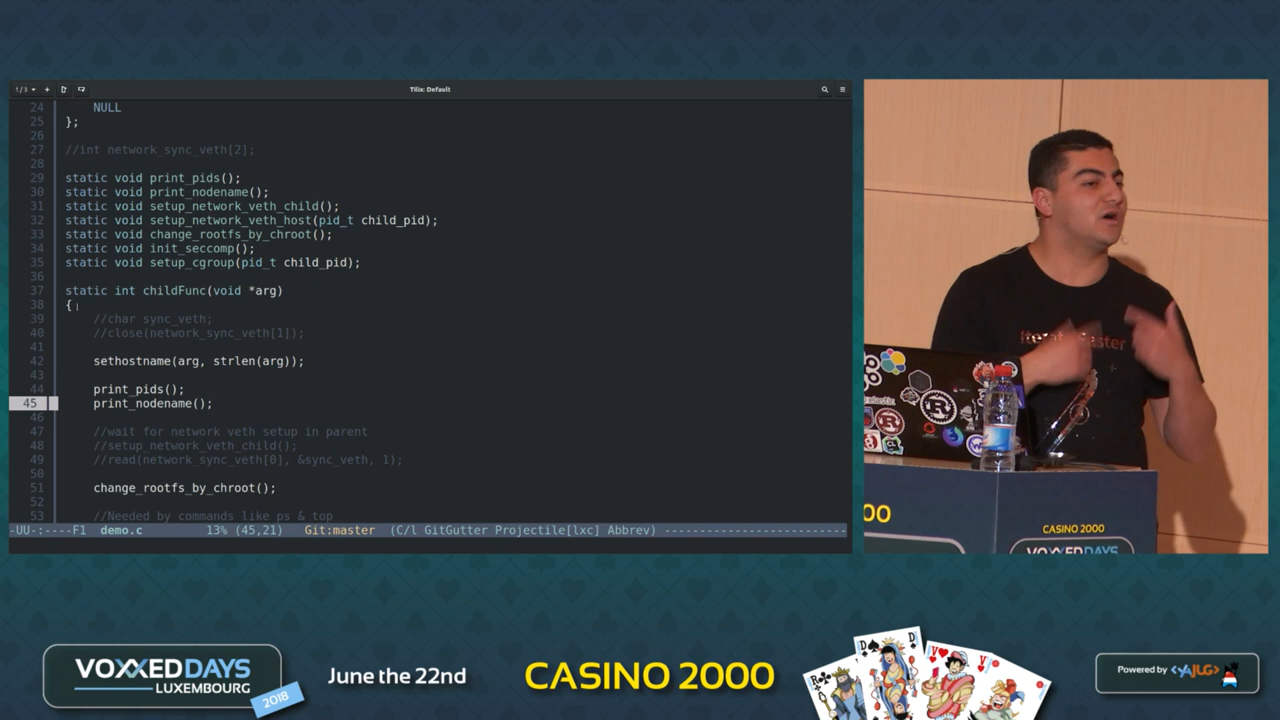 1/3
Tilix: Default
24 NULL
25 };
26
27 //int network_sync_veth[2];
28
29 static void print_pids();
30 static void print_nodename();
31 static void setup_network_veth_child();
32 static void setup_network_veth_host(pid_t child_pid);
33 static void change_rootfs_by_chroot();
34 static void init_seccomp();
35 static void setup_cgroup(pid_t child_pid);
36
37 static int childFunc(void *arg)
38 {
39 //char sync_veth;
40 //close(network_sync_veth[1]);
41
42 sethostname(arg, strlen(arg));
43
44 print_pids();
45 print_nodename();
46
47 //wait for network veth setup in parent
48 //setup_network_veth_child();
49 //read(network_sync_veth[0], &sync_veth, 1);
50
51 change_rootfs_by_chroot();
52
53 //Needed by commands like ps & top
-UU-:----F1 demo.c 13% (45,21) Git:master (C/l GitGutter Projectile[lxc] Abbrev) --------------------------
00
CASINO 2000
VOXXED DAYS
VOXXED DAYS
LUXEMBOURG
2018
June the 22nd
CASINO 2000
Powered by <YAJUG>